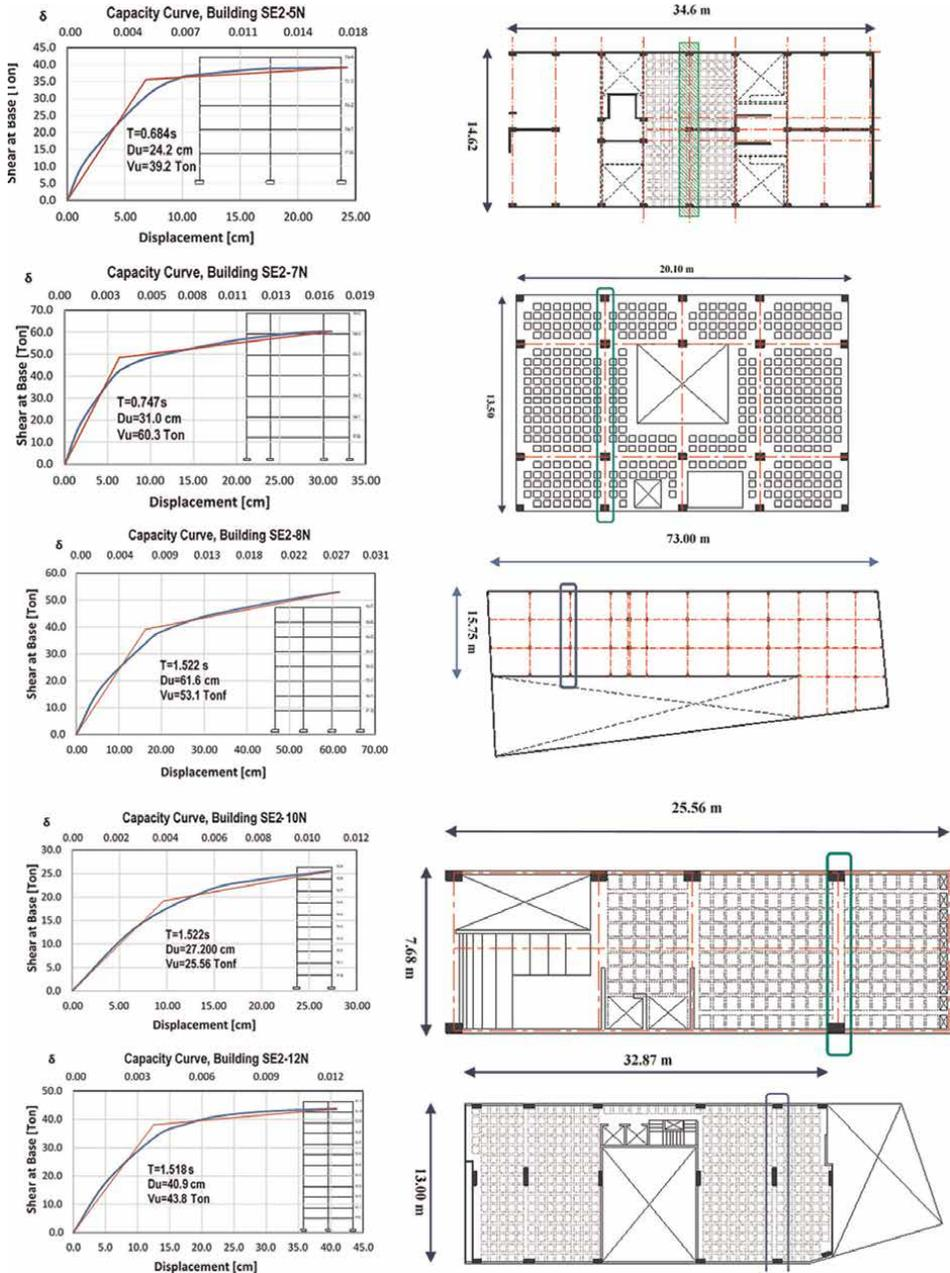 Capacity Curve, Building SE2-5N
δ
0.00 0.004 0.007 0.011 0.014 0.018
Shear at Base [Ton]
45.0
40.0
35.0
30.0
25.0
20.0
15.0
10.0
5.0
0.0
T=0.684s
Du=24.2 cm
Vu=39.2 Ton
0.00 5.00 10.00 15.00 20.00 25.00
Displacement [cm]
34.6 m
14.62
Capacity Curve, Building SE2-7N
δ
0.00 0.003 0.005 0.008 0.011 0.013 0.016 0.019
Shear at Base [Ton]
70.0
60.0
50.0
40.0
30.0
20.0
10.0
0.0
T=0.747s
Du=31.0 cm
Vu=60.3 Ton
0.00 5.00 10.00 15.00 20.00 25.00 30.00 35.00
Displacement [cm]
20.10 m
13.50
Capacity Curve, Building SE2-8N
δ
0.00 0.004 0.009 0.013 0.018 0.022 0.027 0.031
Shear at Base [Ton]
60.0
50.0
40.0
30.0
20.0
10.0
0.0
T=1.522 s
Du=61.6 cm
Vu=53.1 Tonf
0.00 10.00 20.00 30.00 40.00 50.00 60.00 70.00
Displacement [cm]
73.00 m
15.75 m
Capacity Curve, Building SE2-10N
δ
0.00 0.002 0.004 0.006 0.008 0.010 0.012
Shear at Base [Ton]
30.0
25.0
20.0
15.0
10.0
5.0
0.0
T=1.522s
Du=27.200 cm
Vu=25.56 Tonf
0.00 5.00 10.00 15.00 20.00 25.00 30.00
Displacement [cm]
25.56 m
7.68 m
Capacity Curve, Building SE2-12N
δ
0.00 0.003 0.006 0.009 0.012
Shear at Base [Ton]
50.0
40.0
30.0
20.0
10.0
0.0
T=1.518 s
Du=40.9 cm
Vu=43.8 Ton
0.0 5.0 10.0 15.0 20.0 25.0 30.0 35.0 40.0 45.0
Displacement [cm]
32.87 m
13.00 m